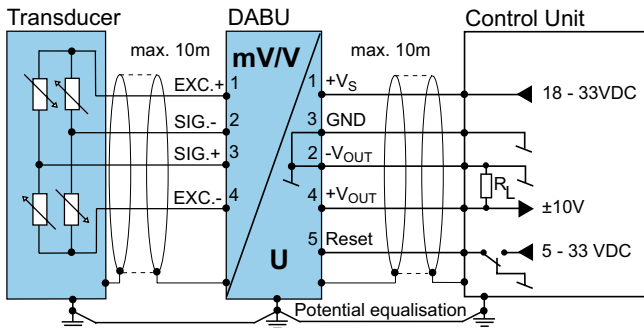 Transducer DABU Control Unit
max. 10m mV/V max. 10m
EXC.+ 1 1 +VS 18 - 33VDC
SIG.- 2 3 GND
SIG.+ 3 2 -VOUT
RL
EXC.- 4 4 +VOUT ±10V
5 Reset 5 - 33 VDC
U
Potential equalisation